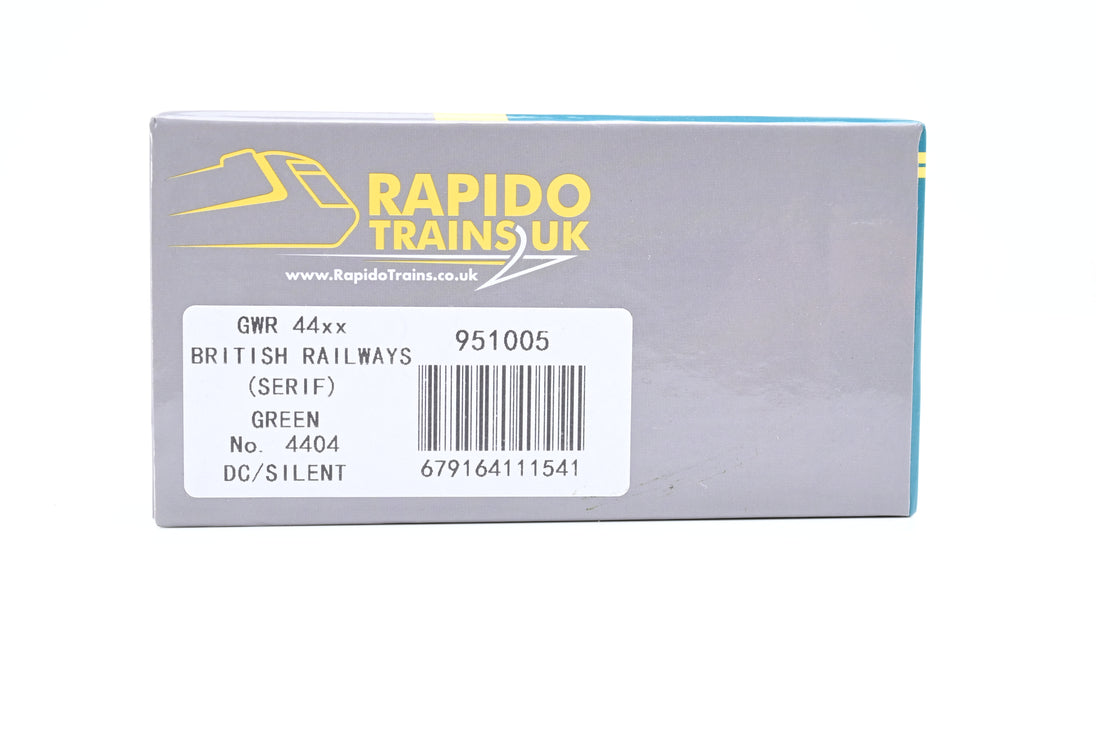 RAPIDO
TRAINS UK
www.RapidoTrains.co.uk
GWR 44xx
BRITISH RAILWAYS
(SERIF)
GREEN
No. 4404
DC/SILENT
951005
679164111541